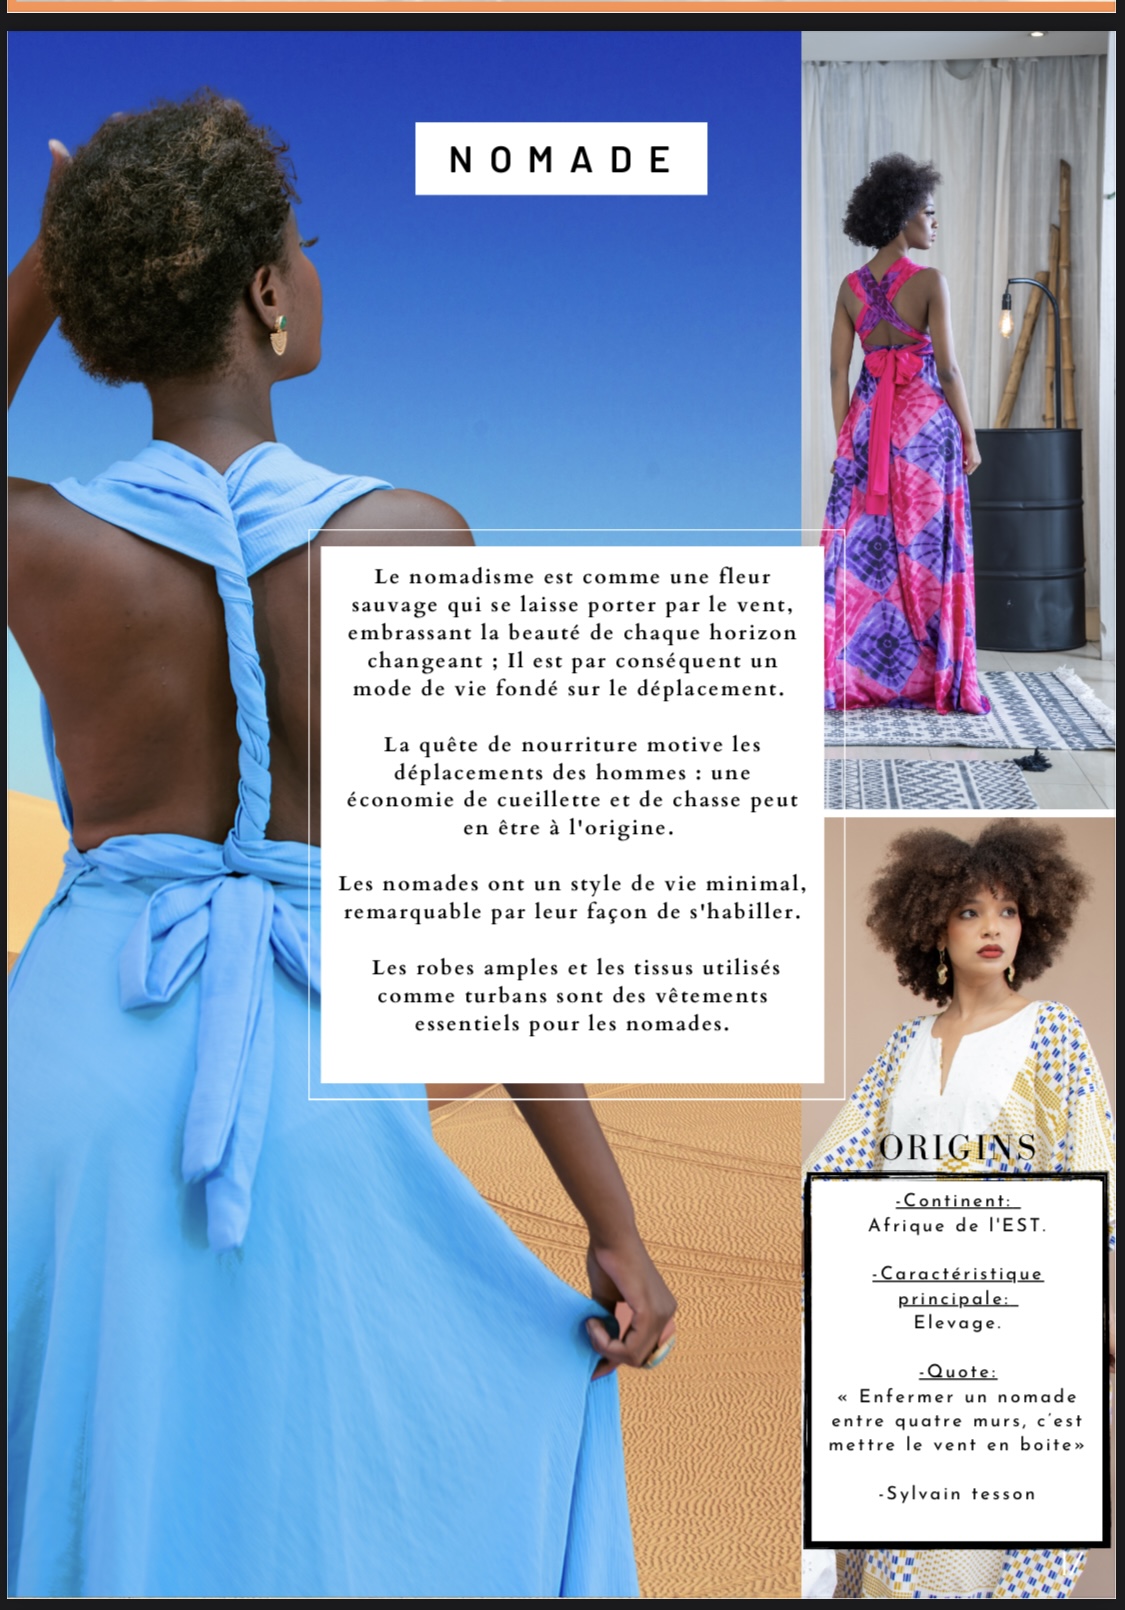 NOMADE
Le nomadisme est comme une fleur
sauvage qui se laisse porter par le vent,
embrassant la beauté de chaque horizon
changeant ; Il est par conséquent un
mode de vie fondé sur le déplacement.
La quête de nourriture motive les
déplacements des hommes : une
économie de cueillette et de chasse peut
en être à l'origine.
Les nomades ont un style de vie minimal,
remarquable par leur façon de s'habiller.
Les robes amples et les tissus utilisés
comme turbans sont des vêtements
essentiels pour les nomades.
ORIGINS
-Continent:
Afrique de l'EST.
-Caractéristique
principale:
Elevage.
-Quote:
« Enfermer un nomade
entre quatre murs, c'est
mettre le vent en boite»
-Sylvain tesson